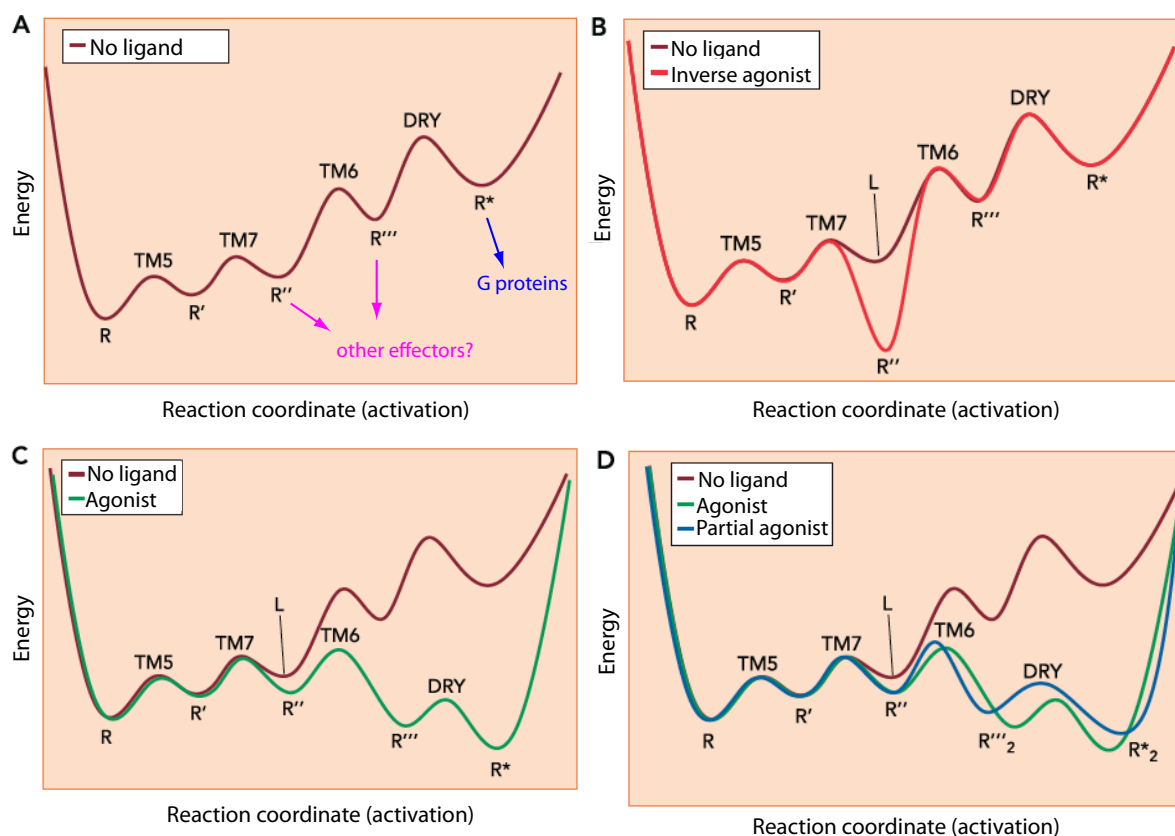 A
No ligand
Energy
R
TM5
R'
TM7
R''
TM6
R'''
DRY
R*
G proteins
other effectors?
Reaction coordinate (activation)
B
No ligand
Inverse agonist
Energy
R
TM5
R'
TM7
L
R''
TM6
R'''
DRY
R*
Reaction coordinate (activation)
C
No ligand
Agonist
Energy
R
TM5
R'
TM7
L
R''
TM6
R'''
DRY
R*
Reaction coordinate (activation)
D
No ligand
Agonist
Partial agonist
Energy
R
TM5
R'
TM7
L
R''
TM6
R'''2
DRY
R*2
Reaction coordinate (activation)